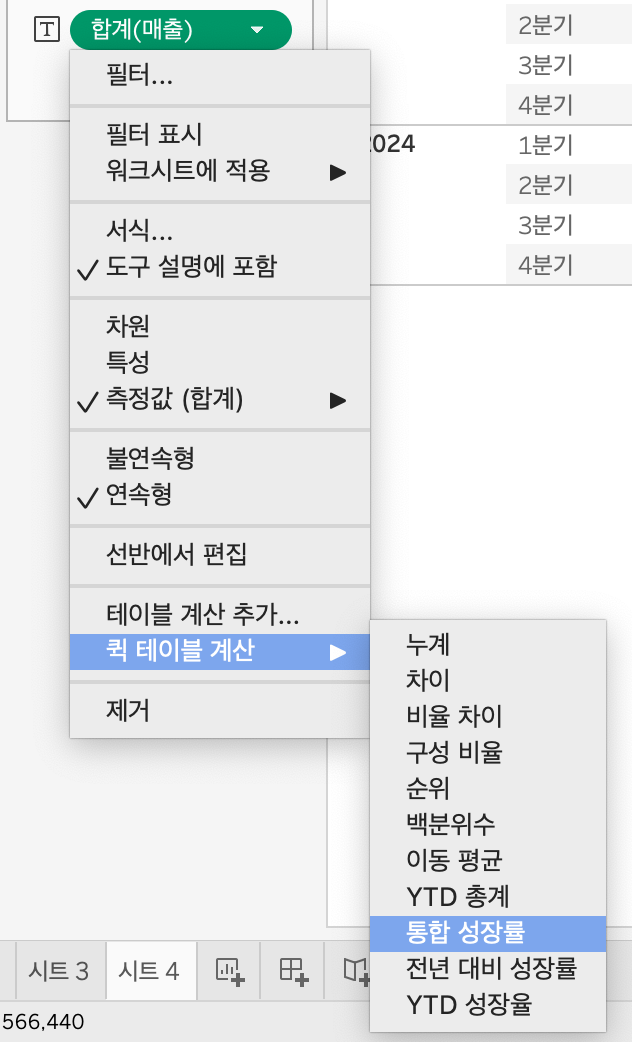 T 합계(매출)
2분기
3분기
4분기
2024 1분기
2분기
3분기
4분기
필터...
필터 표시
워크시트에 적용
서식...
도구 설명에 포함
차원
특성
측정값 (합계)
불연속형
연속형
선반에서 편집
테이블 계산 추가...
퀵 테이블 계산
제거
누계
차이
비율 차이
구성 비율
순위
백분위수
이동 평균
YTD 총계
통합 성장률
전년 대비 성장률
YTD 성장율
시트 3
시트 4
566,440